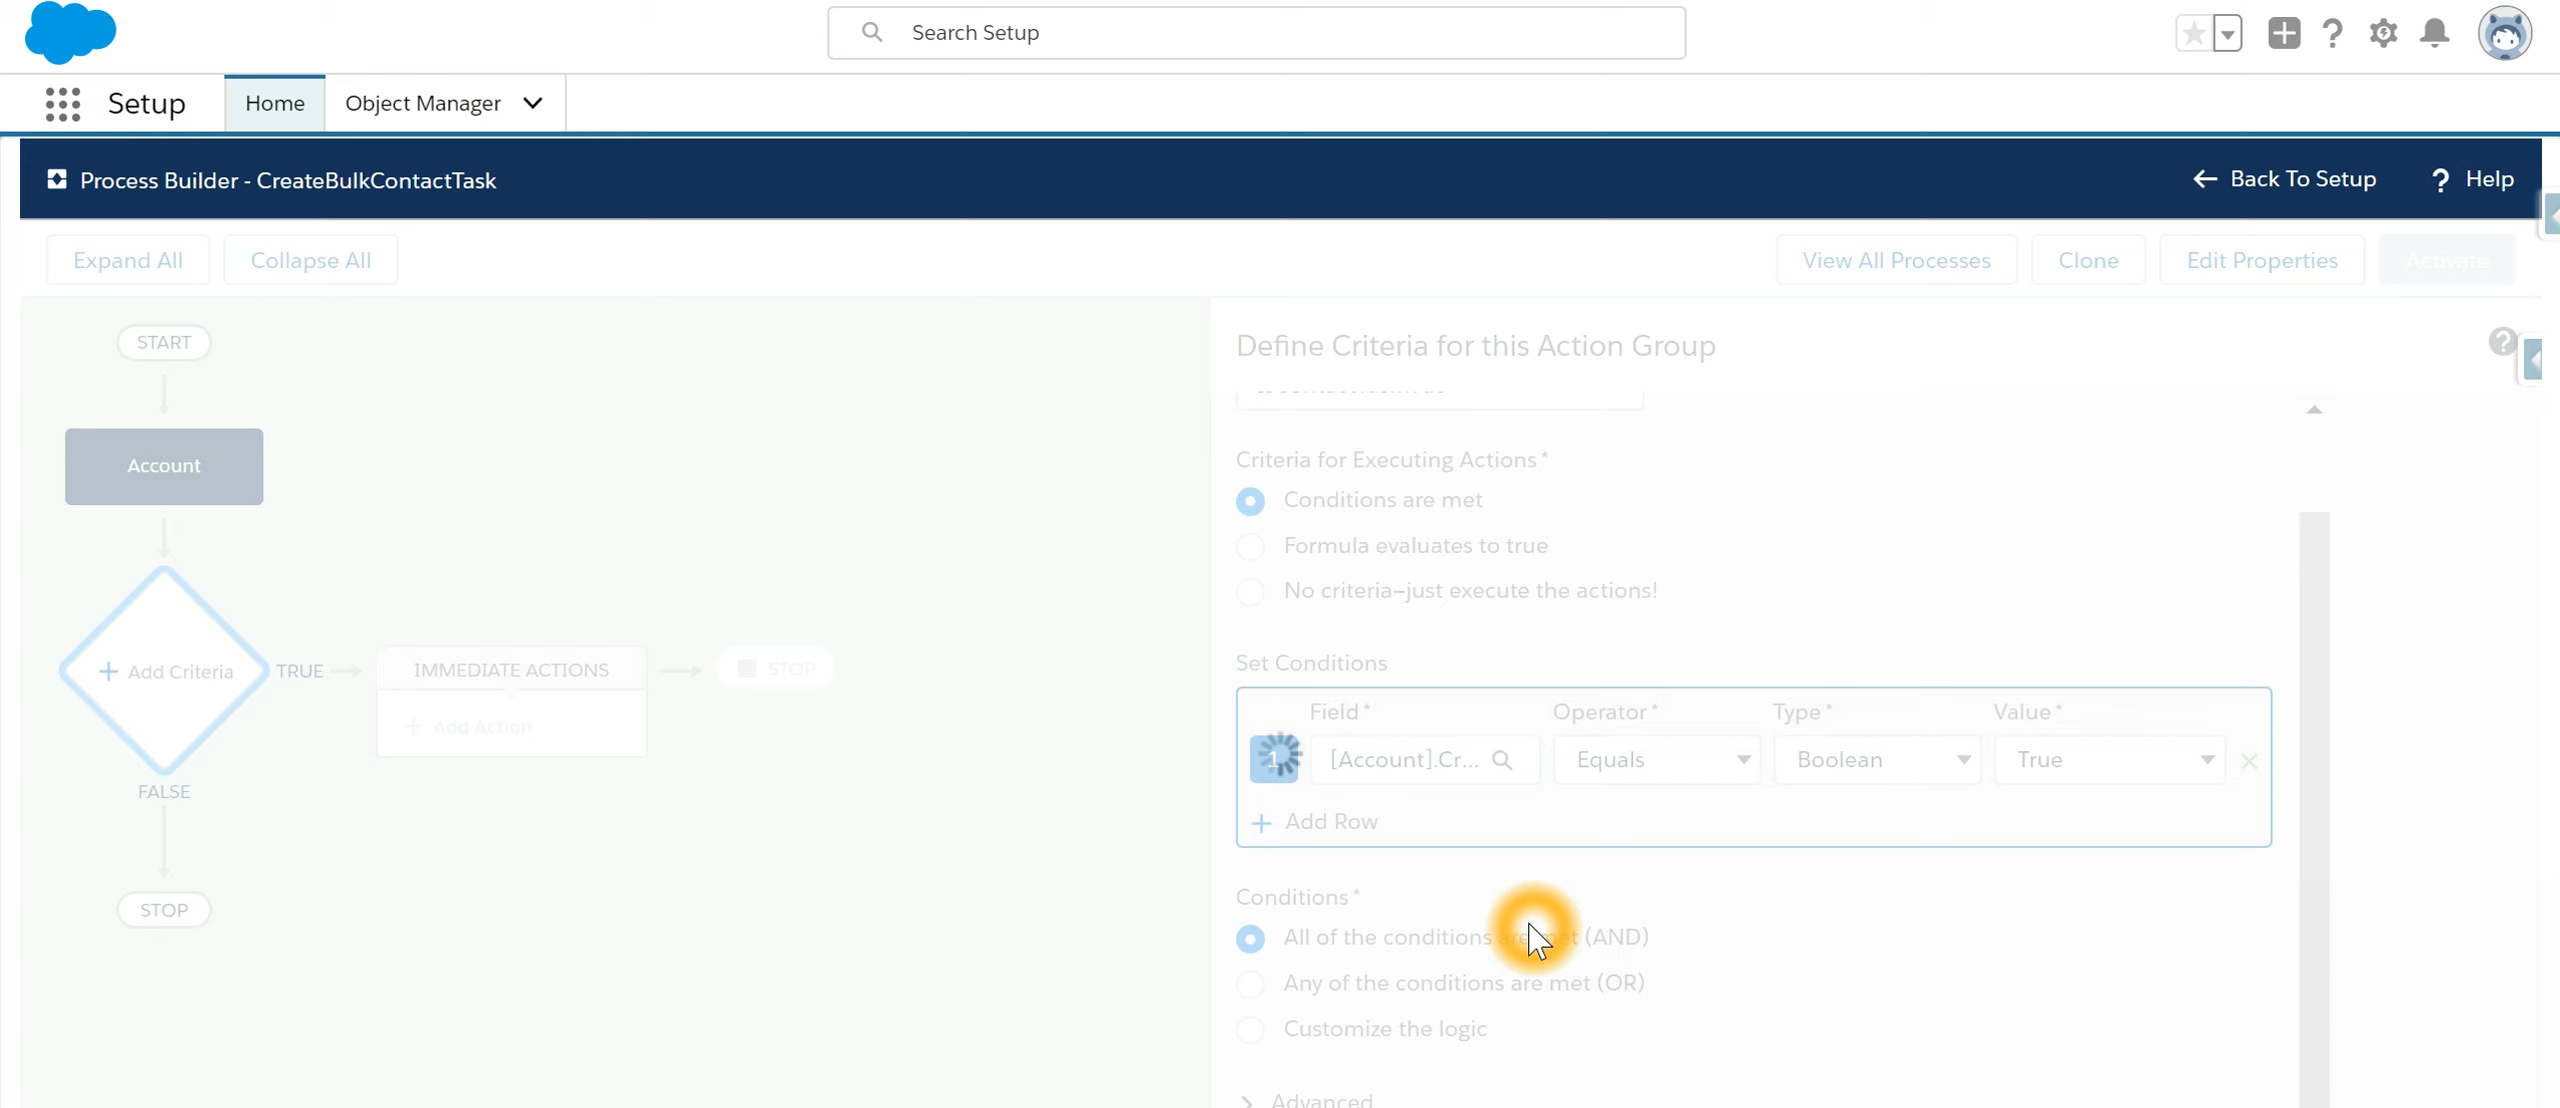 Search Setup
Setup
Home
Object Manager
Process Builder - CreateBulkContactTask
Back To Setup
? Help
Expand All
Collapse All
View All Processes
Clone
Edit Properties
Activate
START
Account
+ Add Criteria
TRUE
IMMEDIATE ACTIONS
STOP
+ Add Action
FALSE
STOP
Define Criteria for this Action Group
Criteria for Executing Actions*
Conditions are met
Formula evaluates to true
No criteria–just execute the actions!
Set Conditions
Field* Operator* Type* Value*
1 [Account].Cr... Equals Boolean True
+ Add Row
Conditions*
All of the conditions are met (AND)
Any of the conditions are met (OR)
Customize the logic
Advanced